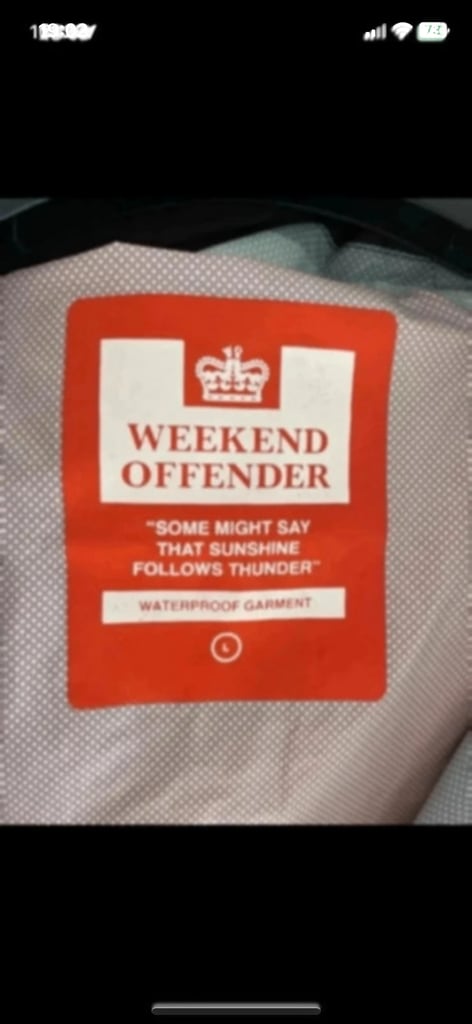 WEEKEND
OFFENDER
"SOME MIGHT SAY
THAT SUNSHINE
FOLLOWS THUNDER"
WATERPROOF GARMENT
L